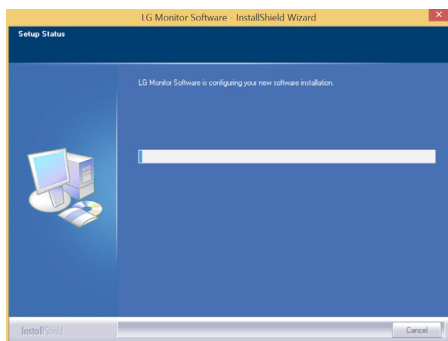 LG Monitor Software - InstallShield Wizard
Setup Status
LG Monitor Software is configuring your new software installation.
InstallShield
Cancel